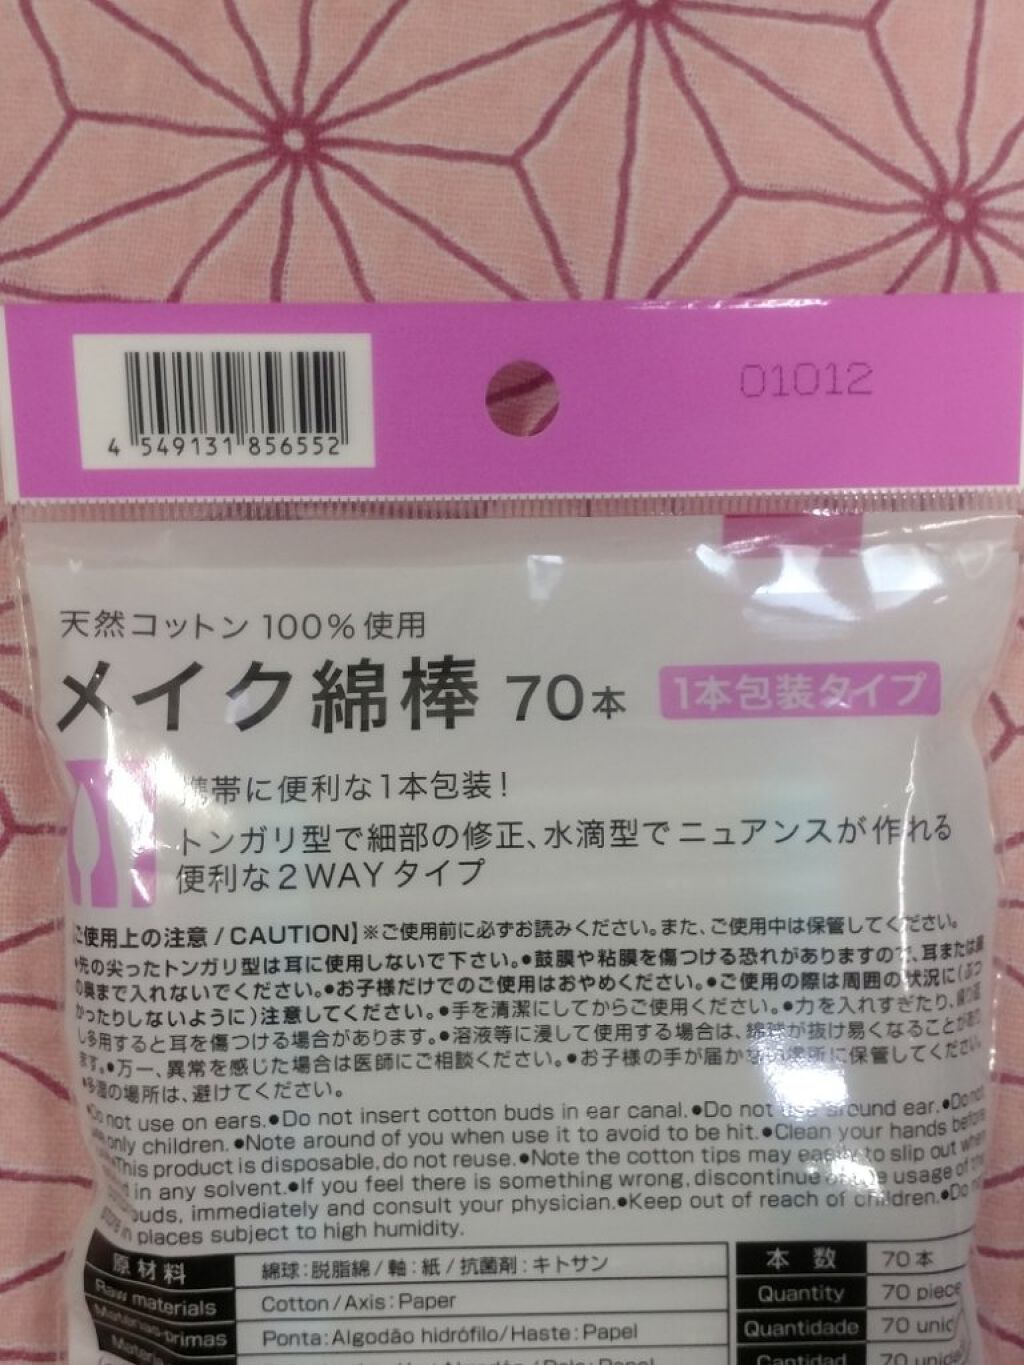 4 549131 856552
01012
天然コットン 100% 使用
メイク綿棒 70本 1本包装タイプ
携帯に便利な1本包装!
トンガリ型で細部の修正、水滴型でニュアンスが作れる
便利な2WAYタイプ
ご使用上の注意 / CAUTION】※ご使用前に必ずお読みください。また、ご使用中は保管してください。
●先の尖ったトンガリ型は耳に使用しないで下さい。●鼓膜や粘膜を傷つける恐れがありますので、耳または鼻
の奥まで入れないでください。●お子様だけでのご使用はおやめください。●ご使用の際は周囲の状況に(ぶつ
かったりしないように)注意してください。●手を清潔にしてからご使用ください。●力を入れすぎたり、繰り返
し多用すると耳を傷つける場合があります。●溶液等に浸して使用する場合は、綿球が抜け易くなることがあり
ます。●万一、異常を感じた場合は医師にご相談ください。●お子様の手が届かない場所に保管してください。
●多湿の場所は、避けてください。
●Do not use on ears.●Do not insert cotton buds in ear canal.●Do not use around ear.●Do not
only children.●Note around of you when use it to avoid to be hit.●Clean your hands before
This product is disposable,do not reuse.●Note the cotton tips may easily to slip out when
in any solvent.●If you feel there is something wrong,discontinue the usage of the
buds, immediately and consult your physician.●Keep out of reach of children.●Do not
in places subject to high humidity.
原材料 綿球:脱脂綿/軸:紙/抗菌剤:キトサン 本数 70本
Raw materials Cotton/Axis:Paper Quantity 70 piece
Matérias-primas Ponta:Algodão hidrófilo/Haste:Papel Quantidade 70 unid
Cantidad 70 unid